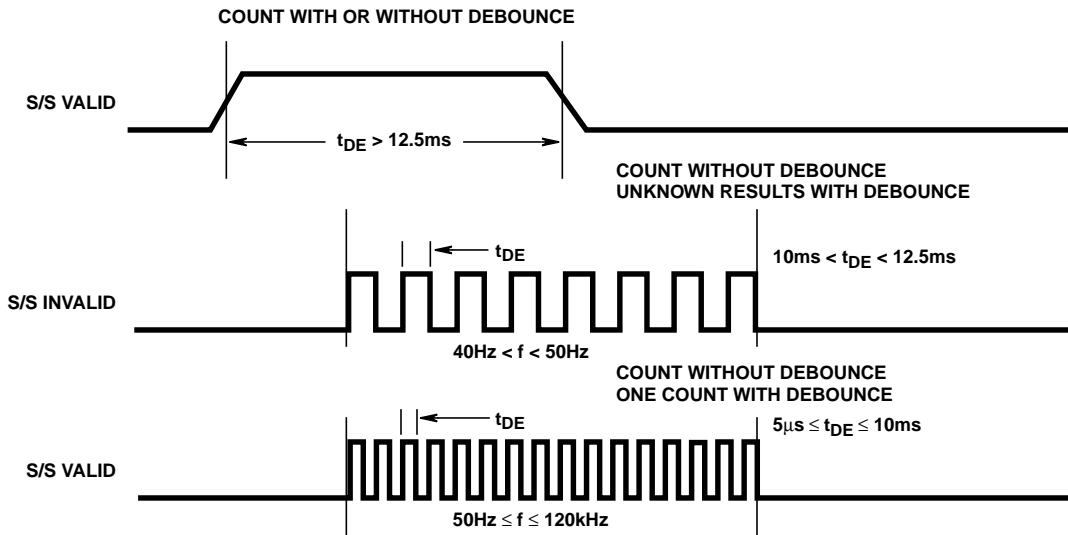 COUNT WITH OR WITHOUT DEBOUNCE
S/S VALID
tDE > 12.5ms
COUNT WITHOUT DEBOUNCE
UNKNOWN RESULTS WITH DEBOUNCE
tDE
10ms < tDE < 12.5ms
S/S INVALID
40Hz < f < 50Hz
COUNT WITHOUT DEBOUNCE
ONE COUNT WITH DEBOUNCE
tDE
5μs ≤ tDE ≤ 10ms
S/S VALID
50Hz ≤ f ≤ 120kHz